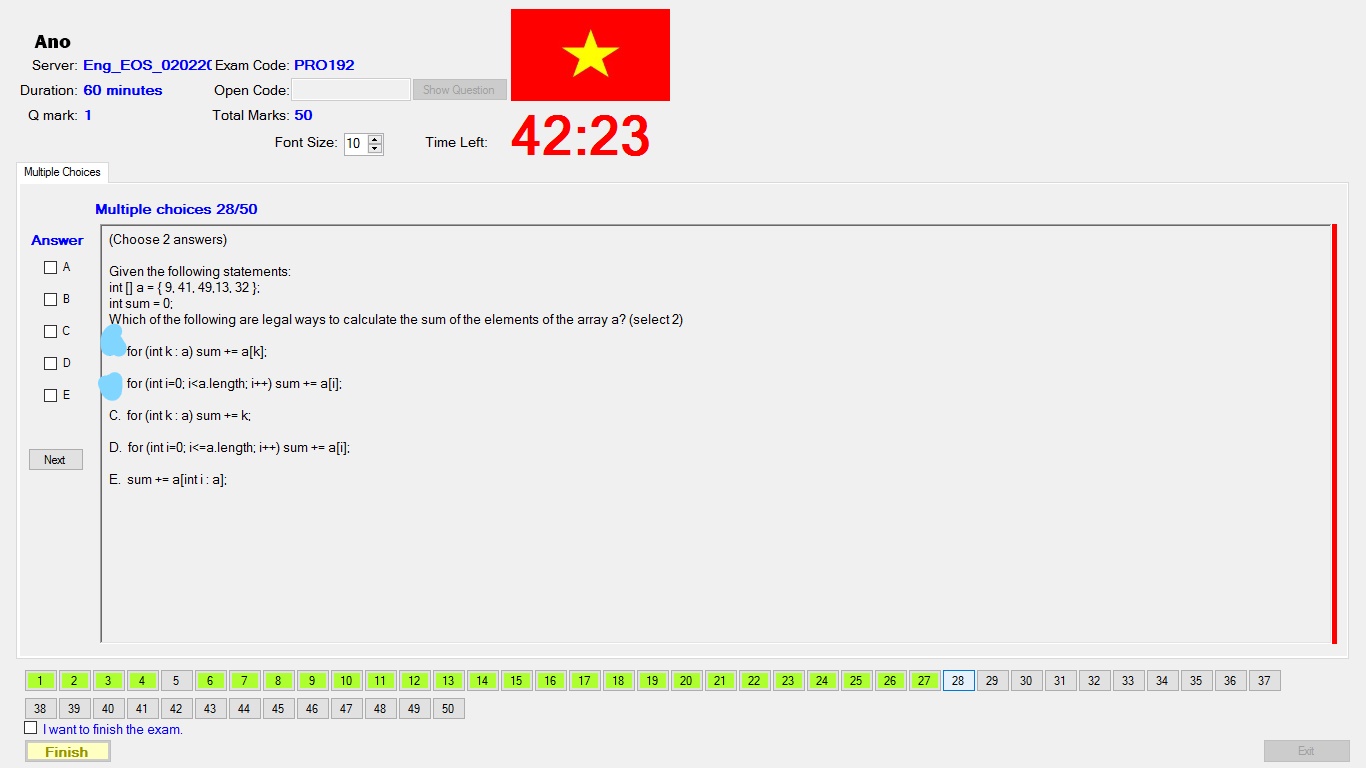 Ano
Server: Eng_EOS_020220 Exam Code: PRO192
Duration: 60 minutes Open Code: Show Question
Q mark: 1 Total Marks: 50
Font Size: 10 Time Left: 42:23
Multiple Choices
Multiple choices 28/50
Answer
A
B
C
D
E
Next
(Choose 2 answers)
Given the following statements:
int [] a = { 9, 41, 49,13, 32 };
int sum = 0;
Which of the following are legal ways to calculate the sum of the elements of the array a? (select 2)
for (int k : a) sum += a[k];
for (int i=0; i<a.length; i++) sum += a[i];
C. for (int k : a) sum += k;
D. for (int i=0; i<=a.length; i++) sum += a[i];
E. sum += a[int i : a];
1 2 3 4 5 6 7 8 9 10 11 12 13 14 15 16 17 18 19 20 21 22 23 24 25 26 27 28 29 30 31 32 33 34 35 36 37
38 39 40 41 42 43 44 45 46 47 48 49 50
I want to finish the exam.
Finish Exit